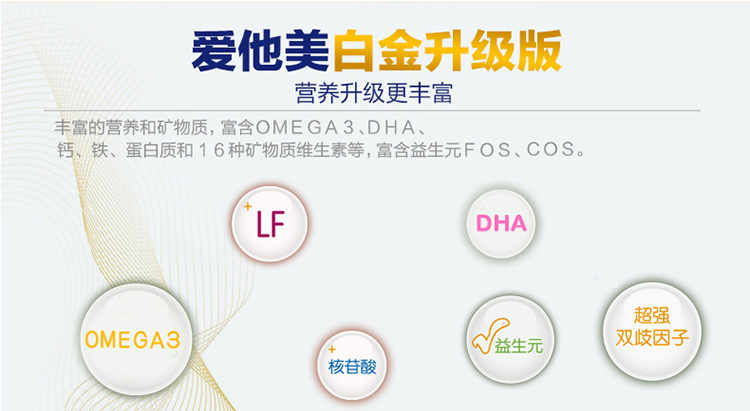 爱他美白金升级版
营养升级更丰富
丰富的营养和矿物质，富含OMEGA3、DHA、
钙、铁、蛋白质和16种矿物质维生素等，富含益生元FOS、COS。
+
LF
DHA
OMEGA3
+
核苷酸
益生元
超强
双歧因子